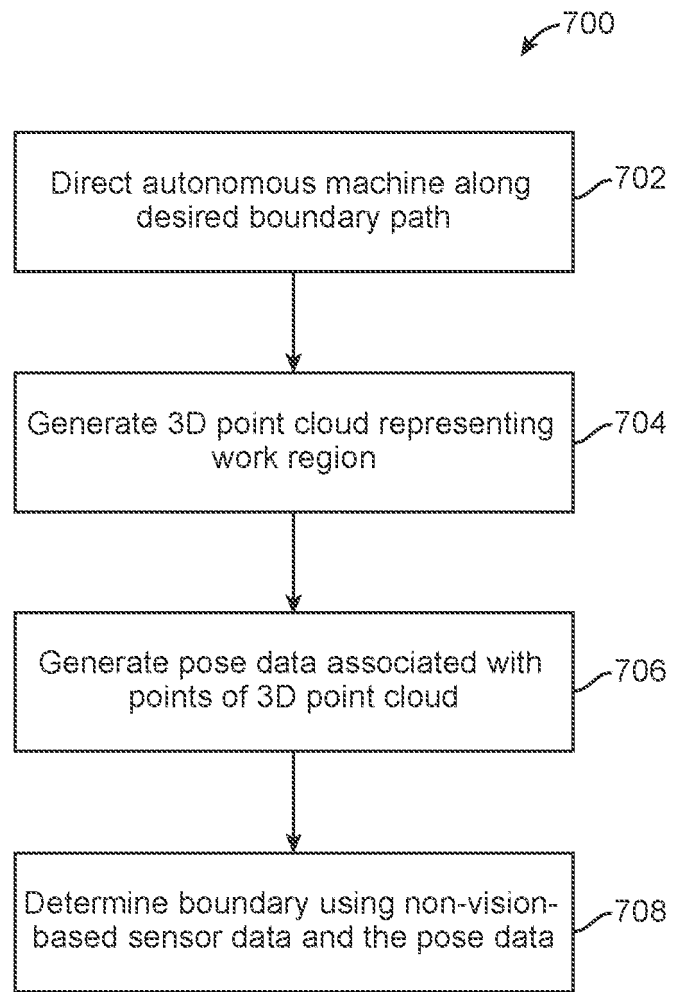 700
Direct autonomous machine along
desired boundary path
702
Generate 3D point cloud representing
work region
704
Generate pose data associated with
points of 3D point cloud
706
Determine boundary using non-vision-
based sensor data and the pose data
708